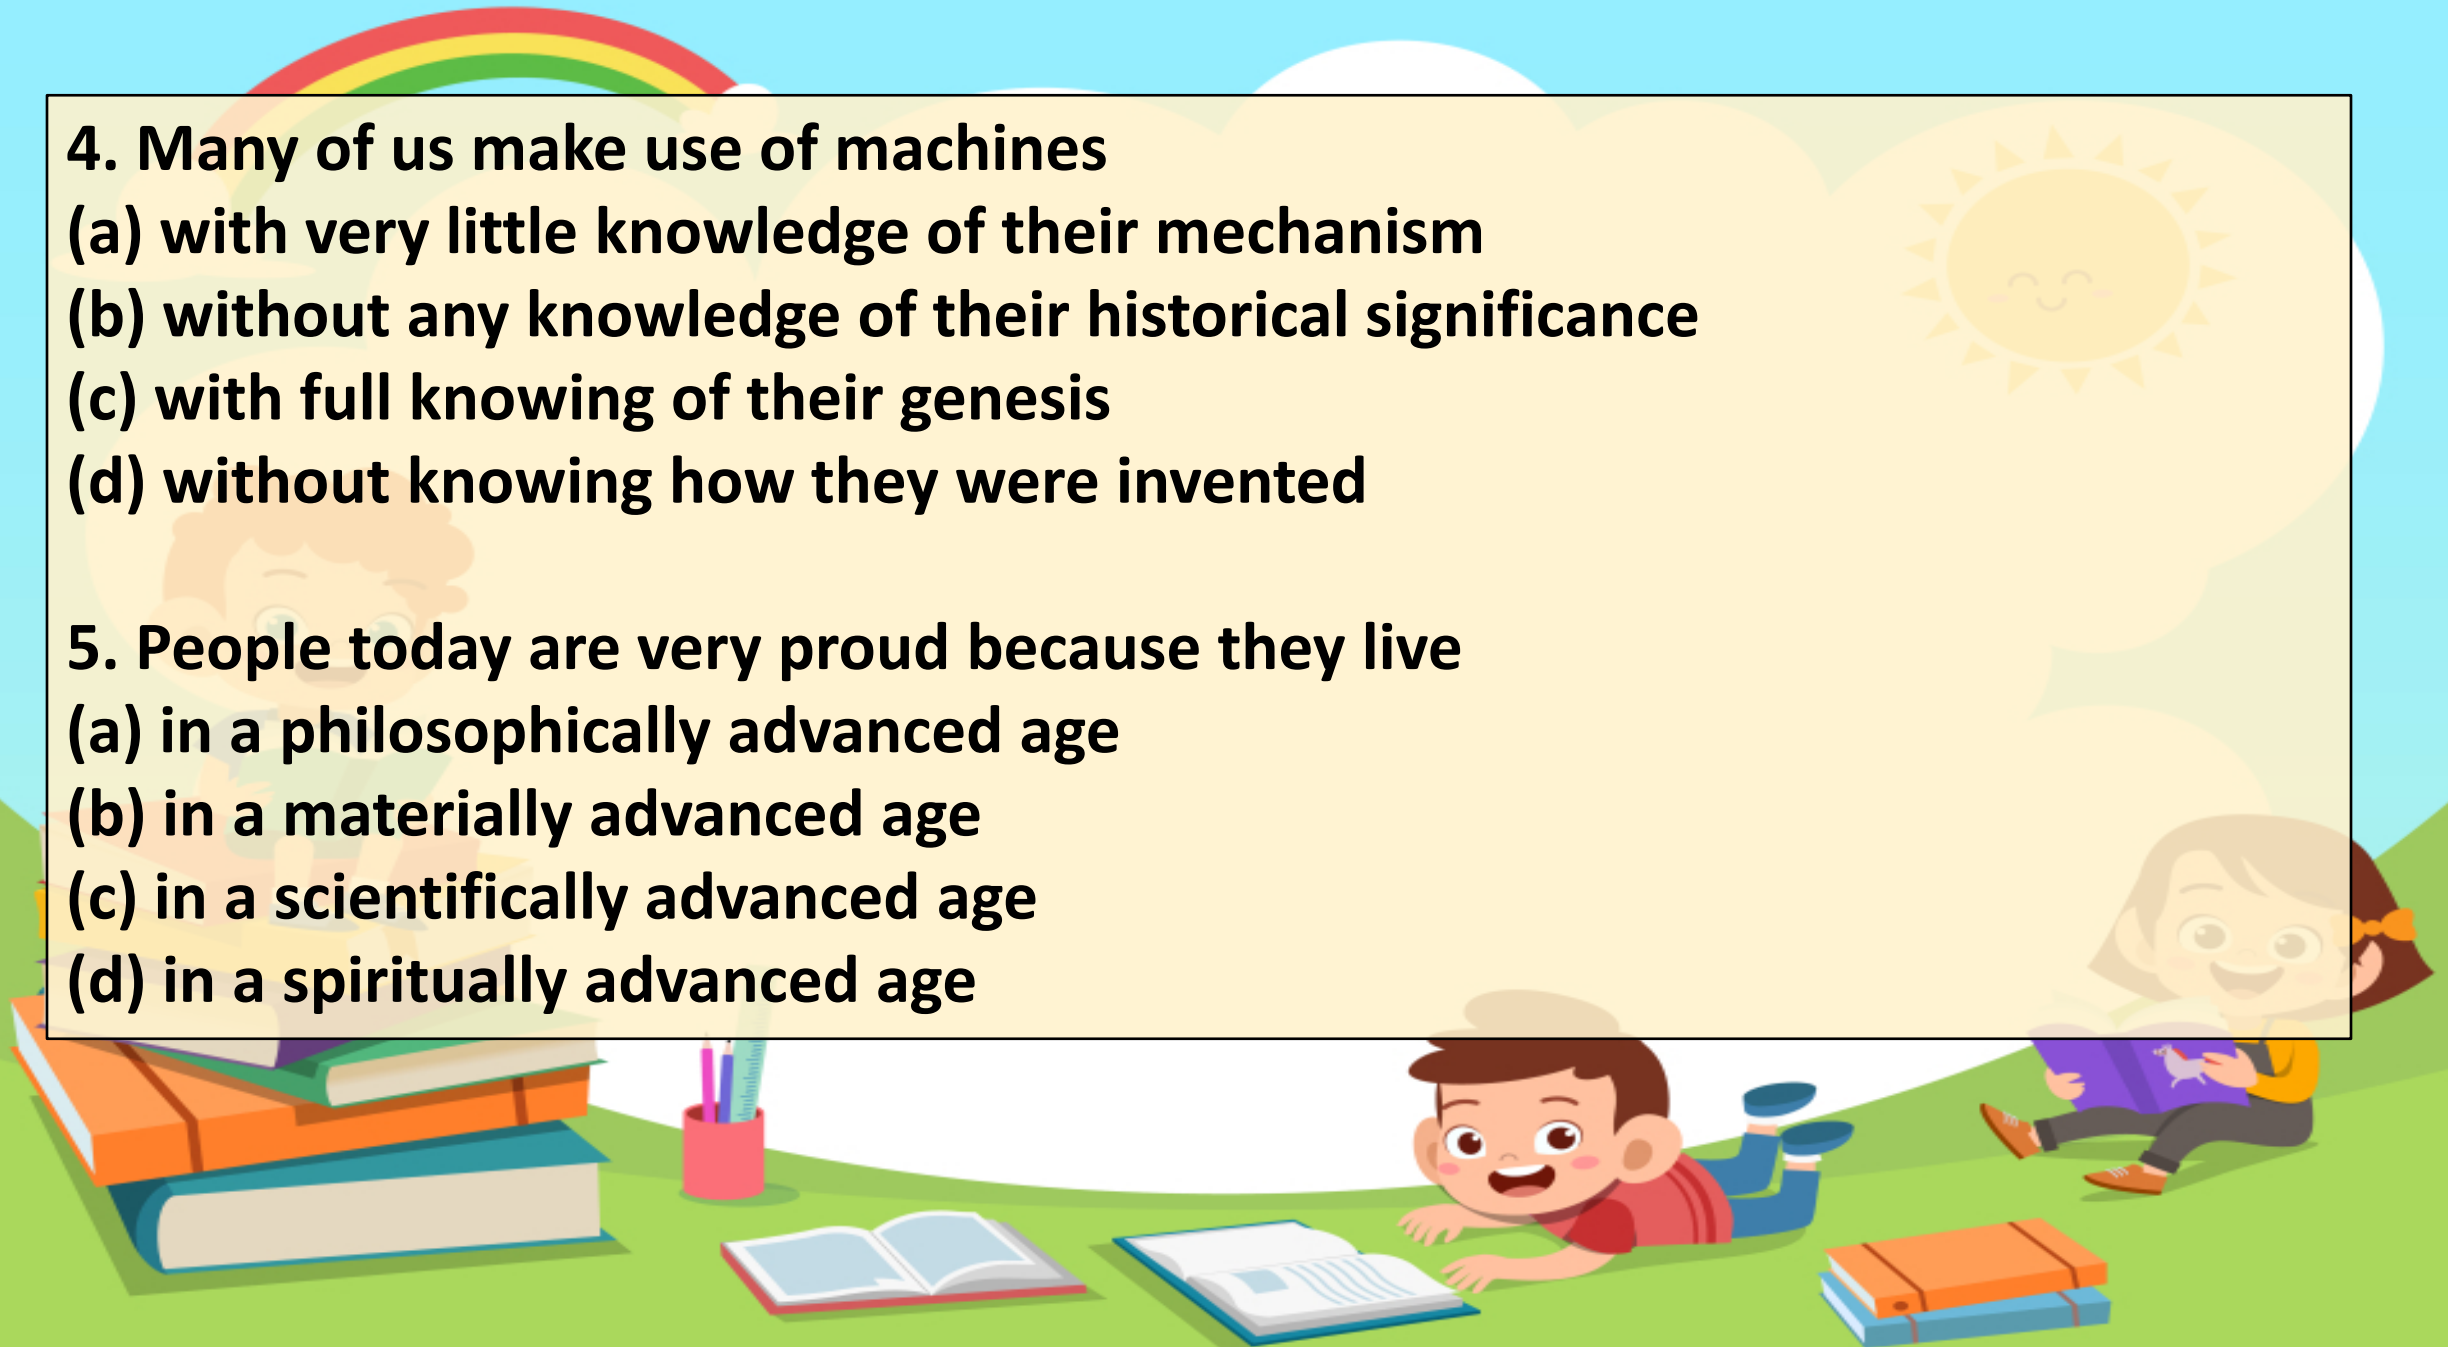 4. Many of us make use of machines
(a) with very little knowledge of their mechanism
(b) without any knowledge of their historical significance
(c) with full knowing of their genesis
(d) without knowing how they were invented
5. People today are very proud because they live
(a) in a philosophically advanced age
(b) in a materially advanced age
(c) in a scientifically advanced age
(d) in a spiritually advanced age